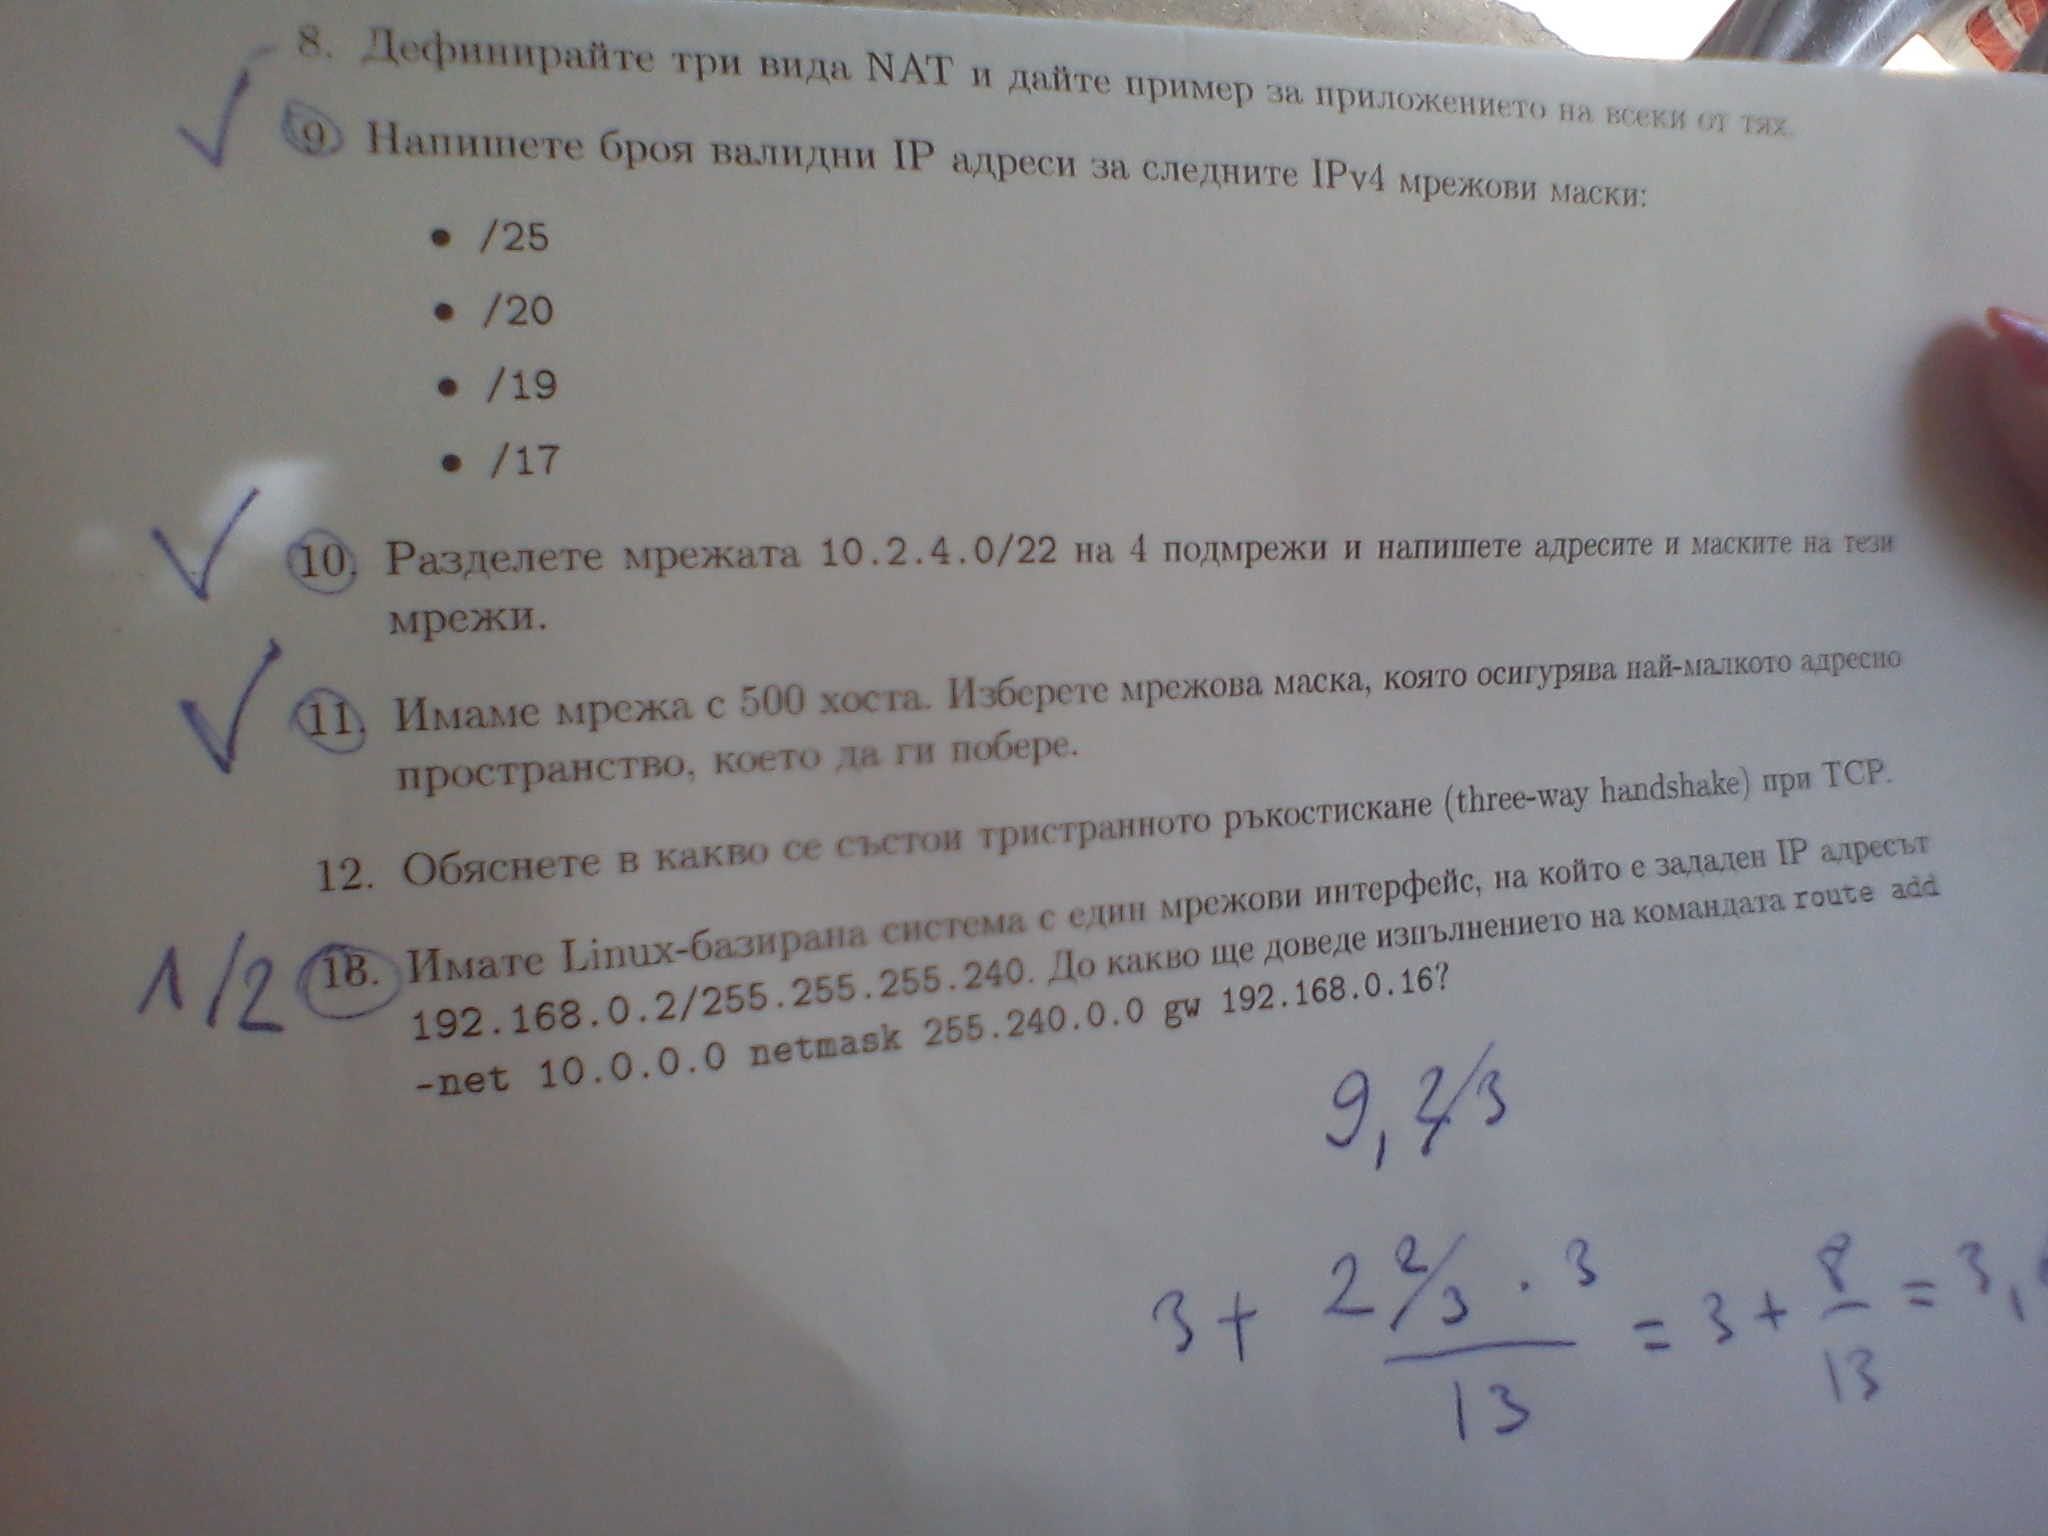 8. Дефинирайте три вида NAT и дайте пример за приложението на всеки от тях.
9. Напишете броя валидни IP адреси за следните IPv4 мрежови маски:
• /25
• /20
• /19
• /17
10. Разделете мрежата 10.2.4.0/22 на 4 подмрежи и напишете адресите и маските на тези
мрежи.
11. Имаме мрежа с 500 хоста. Изберете мрежова маска, която осигурява най-малкото адресно
пространство, което да ги побере.
12. Обяснете в какво се състои тристранното ръкостискане (three-way handshake) при TCP.
1/2 18. Имате Linux-базирана система с един мрежови интерфейс, на който е зададен IP адресът
192.168.0.2/255.255.255.240. До какво ще доведе изпълнението на командата route add
-net 10.0.0.0 netmask 255.240.0.0 gw 192.168.0.16?
9, 2/3
3 + 2 2/3 . 3 / 13 = 3 + 8/13 = 3,